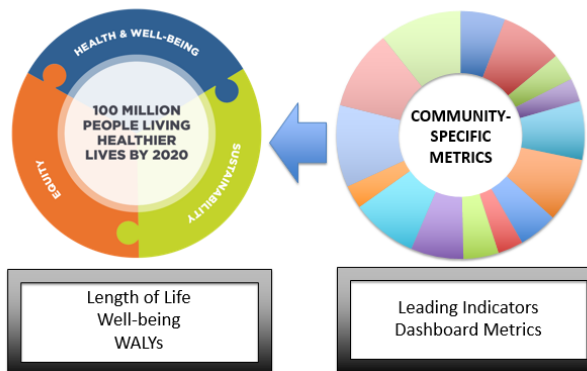 HEALTH & WELL-BEING
100 MILLION
PEOPLE LIVING
HEALTHIER
LIVES BY 2020
EQUITY
SUSTAINABILITY
COMMUNITY-
SPECIFIC
METRICS
Length of Life
Well-being
WALYs
Leading Indicators
Dashboard Metrics